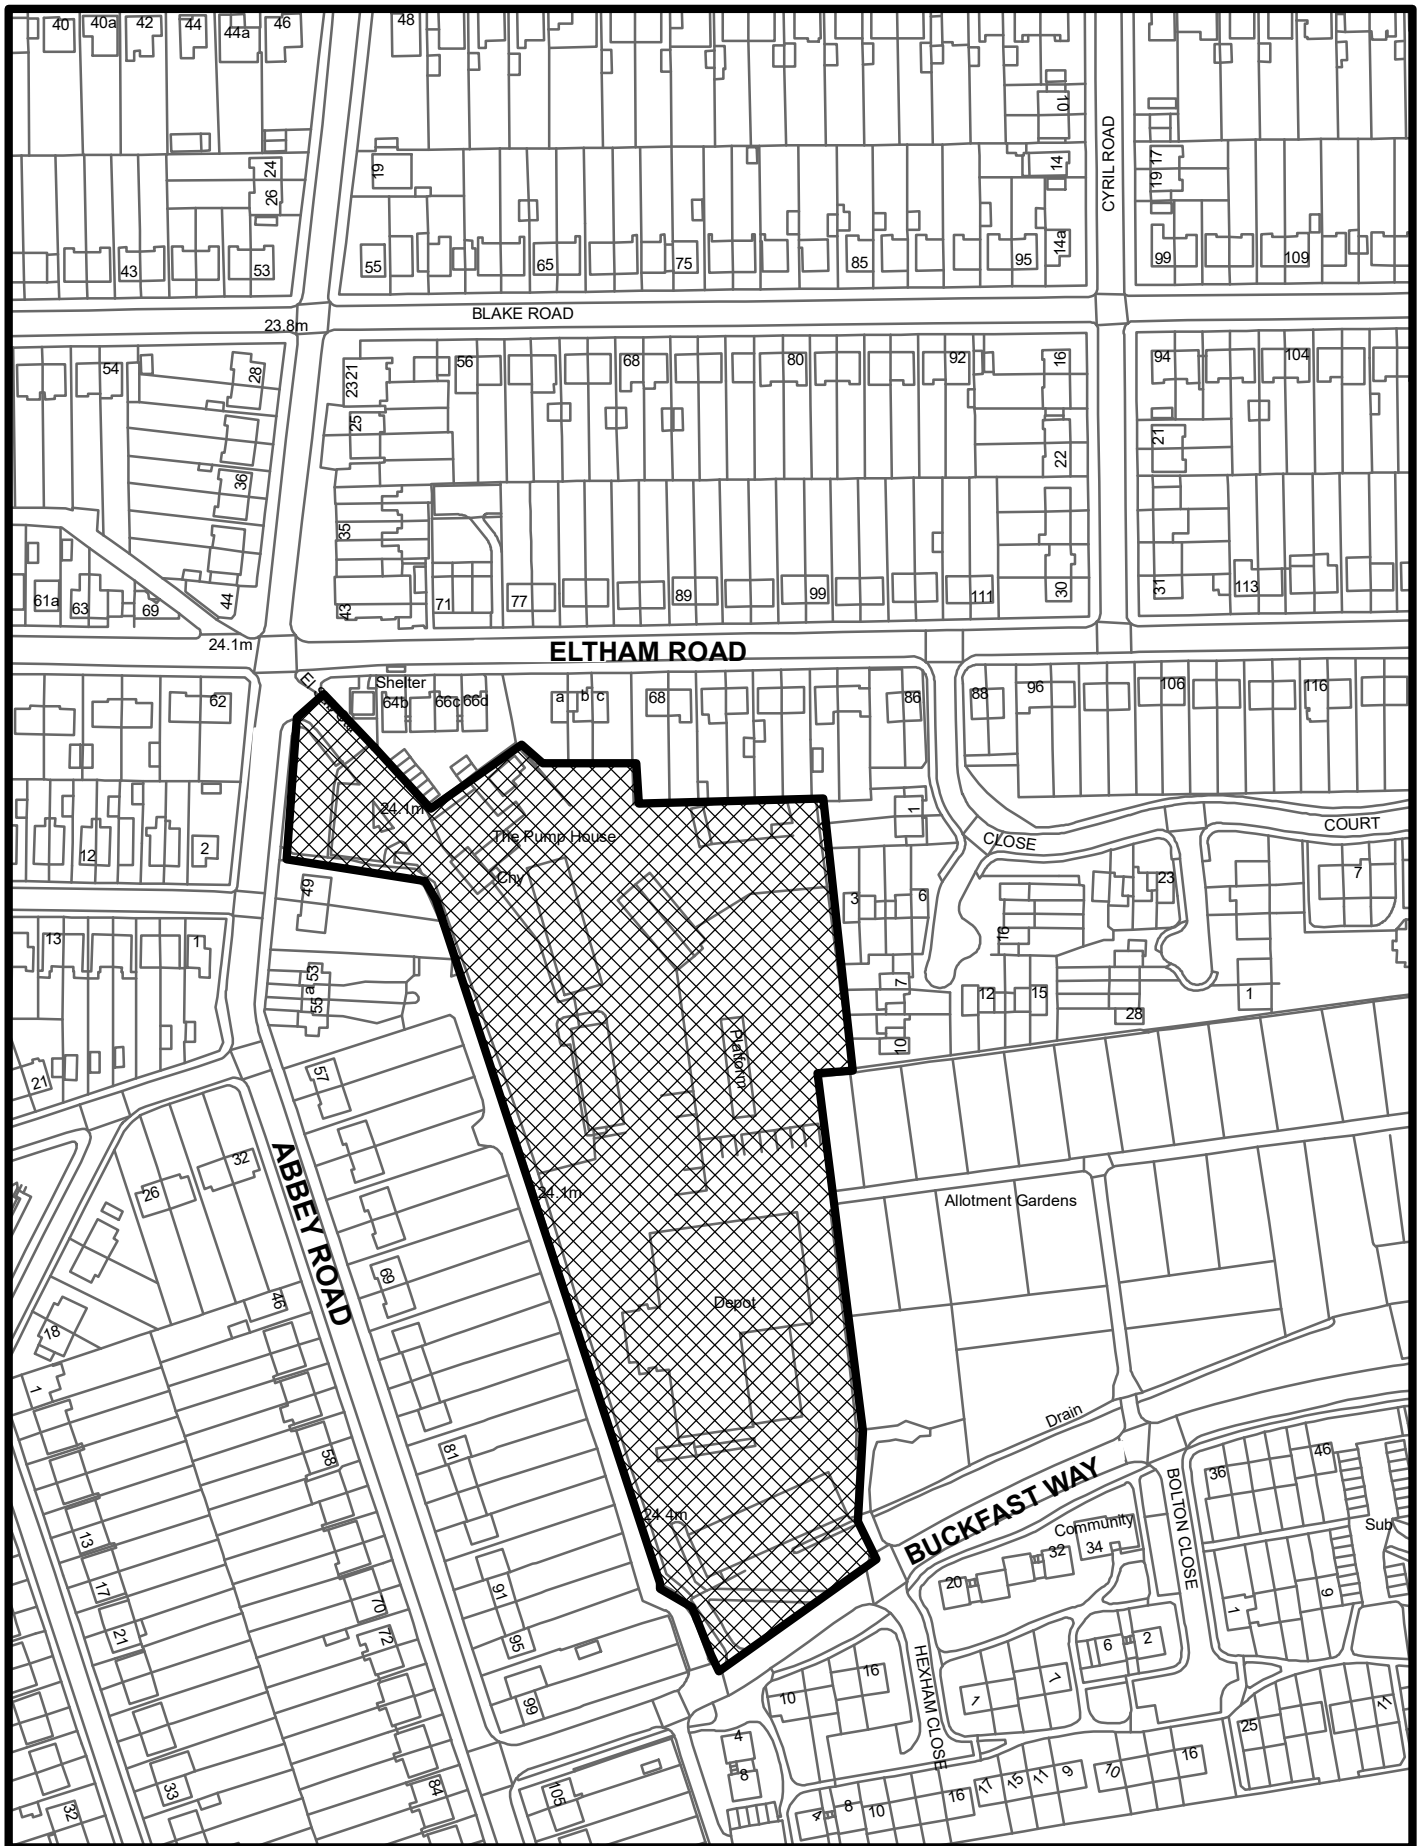 40 40a 42 44 44a 46 48
10
24 19 14 17
26 19
CYRIL ROAD
43 53 55 65 75 85 95 14a 99 109
BLAKE ROAD
23.8m
54 28 23 21 56 68 80 92 16 94 104
25 21
36 22
35
61a 63 69 44 43 71 77 89 99 111 30 31 113
24.1m
ELTHAM ROAD
Shelter
62 64b 66c 66d a b c 68 86 88 96 106 116
24.1m
The Pump House
1
CLOSE
COURT
12 2
Chy
49 3 6 23 7
16
13 1 53
55 a
7 12 15 28 1
Platform
10
21 57
ABBEY ROAD
26 32
24.1m
Allotment Gardens
69
46
Depot
18
1
58 81
Drain
BUCKFAST WAY
BOLTON CLOSE
36 46
24.4m
Community
34
32
Sub
13
17
20
91
70
21
72
95
1 9
6 2
HEXHAM CLOSE
16
10
1 7
99
4
8
25 11
33 84 105
32
4 8 10 16 17 15 11 9 10 16